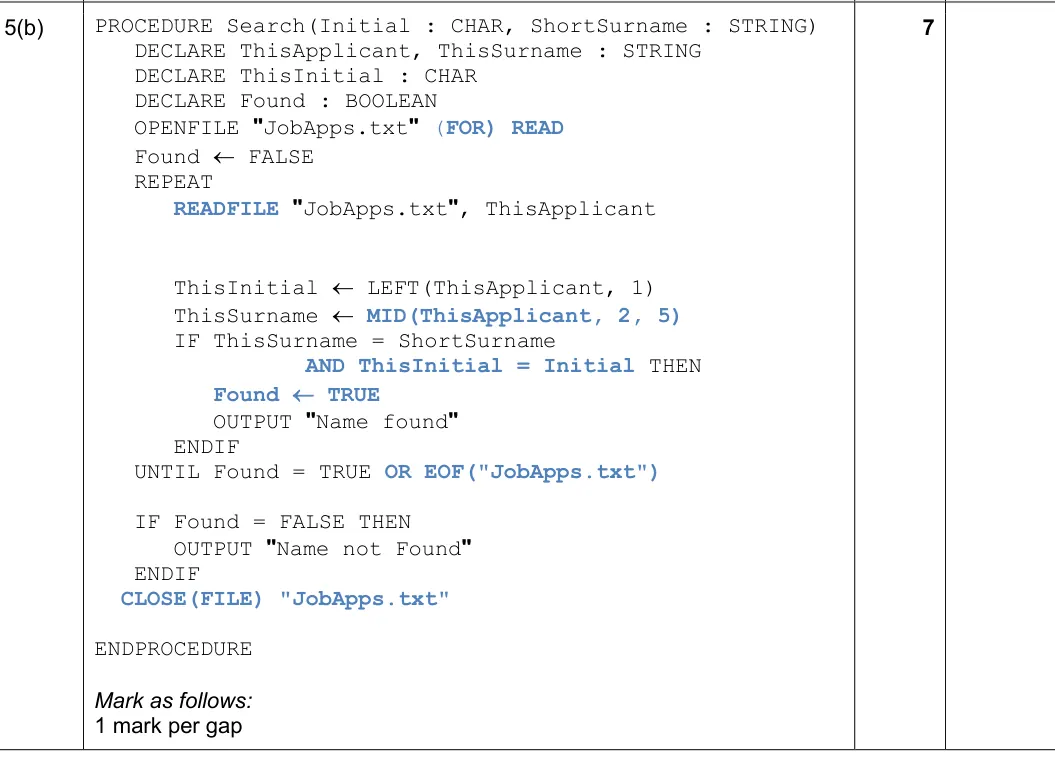 5(b) PROCEDURE Search(Initial : CHAR, ShortSurname : STRING) 7
DECLARE ThisApplicant, ThisSurname : STRING
DECLARE ThisInitial : CHAR
DECLARE Found : BOOLEAN
OPENFILE "JobApps.txt" (FOR) READ
Found ← FALSE
REPEAT
READFILE "JobApps.txt", ThisApplicant
ThisInitial ← LEFT(ThisApplicant, 1)
ThisSurname ← MID(ThisApplicant, 2, 5)
IF ThisSurname = ShortSurname
AND ThisInitial = Initial THEN
Found ← TRUE
OUTPUT "Name found"
ENDIF
UNTIL Found = TRUE OR EOF("JobApps.txt")
IF Found = FALSE THEN
OUTPUT "Name not Found"
ENDIF
CLOSE(FILE) "JobApps.txt"
ENDPROCEDURE
Mark as follows:
1 mark per gap